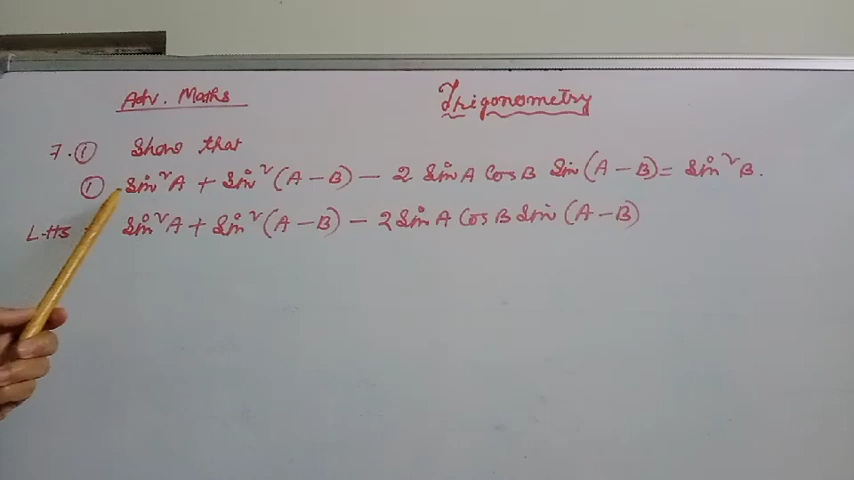 Adv. Maths
Trigonometry
7. ① Show that
① sin²A + sin²(A – B) – 2 sin A cos B sin (A – B) = sin²B.
L.H.S sin²A + sin²(A – B) – 2 sin A cos B sin (A – B)